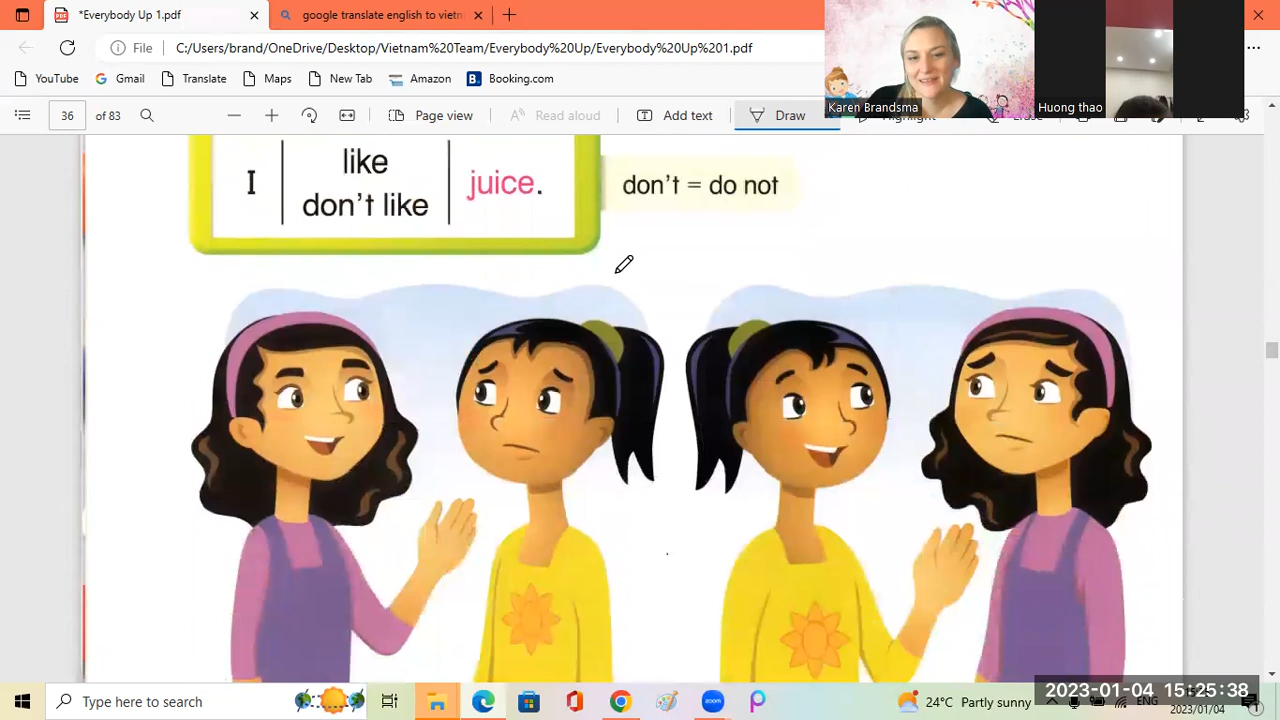 *Everybody Up 1.pdf
google translate english to vietn
File
C:/Users/brand/OneDrive/Desktop/Vietnam%20Team/Everybody%20Up/Everybody%20Up%201.pdf
YouTube
Gmail
Translate
Maps
New Tab
Amazon
Booking.com
Karen Brandsma
Huong thao
36 of 83
Page view
Read aloud
Add text
Draw
like
I
juice.
don't like
don't = do not
Type here to search
24°C Partly sunny
ENG
2023-01-04 15:25:38
2023/01/04